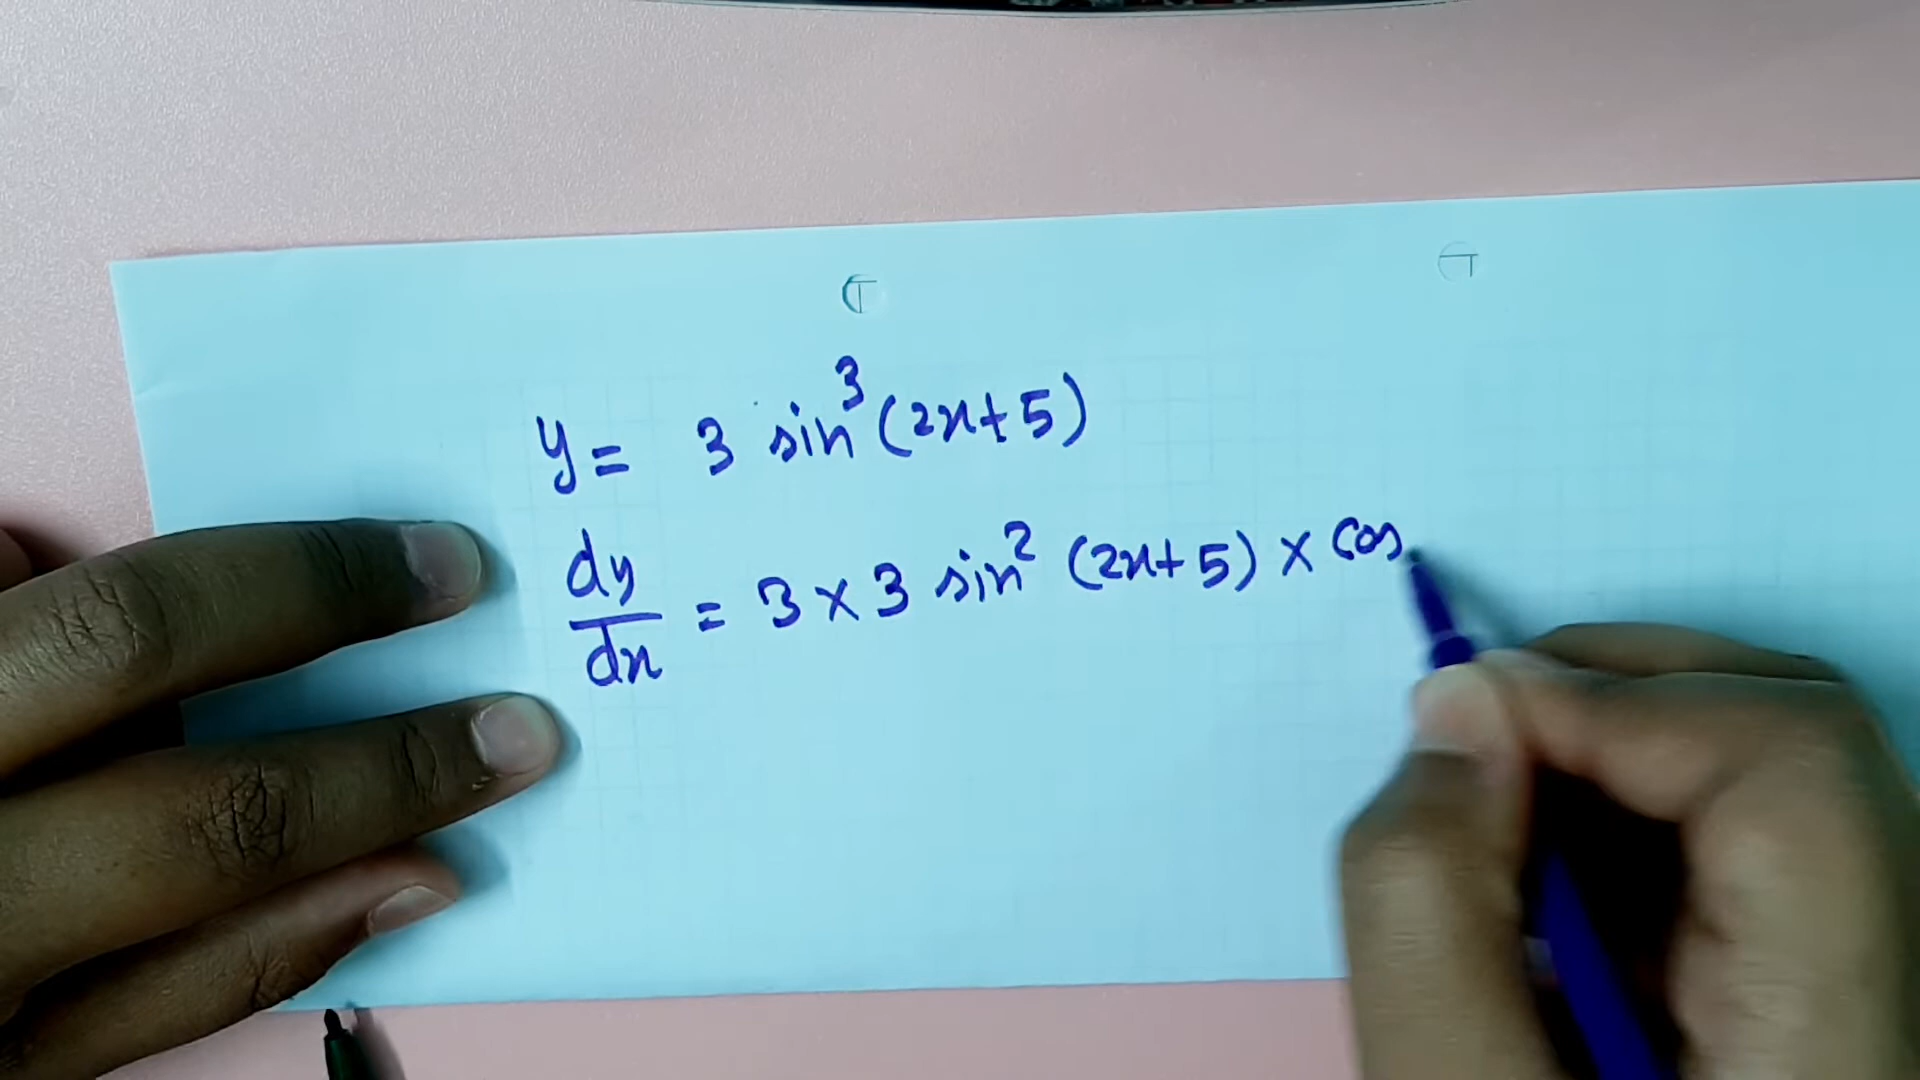 y = 3 sin³ (2x+5)
dy/dx = 3 × 3 sin² (2x+5) × cos